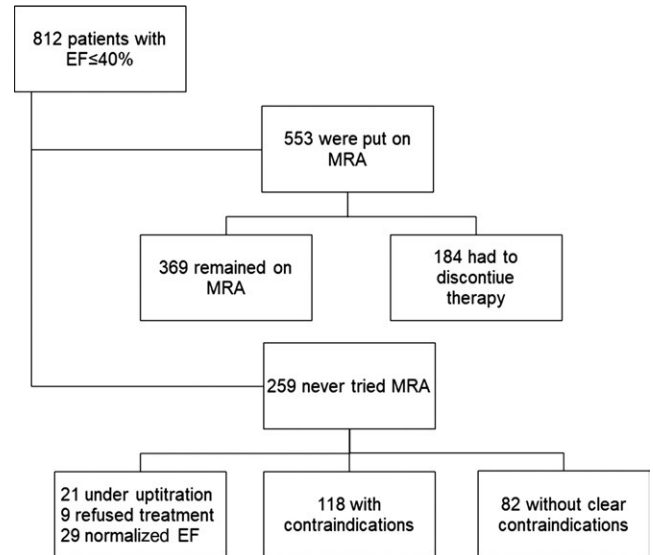 812 patients with
EF≤40%
553 were put on
MRA
369 remained on
MRA
184 had to
discontiue
therapy
259 never tried MRA
21 under uptitration
9 refused treatment
29 normalized EF
118 with
contraindications
82 without clear
contraindications